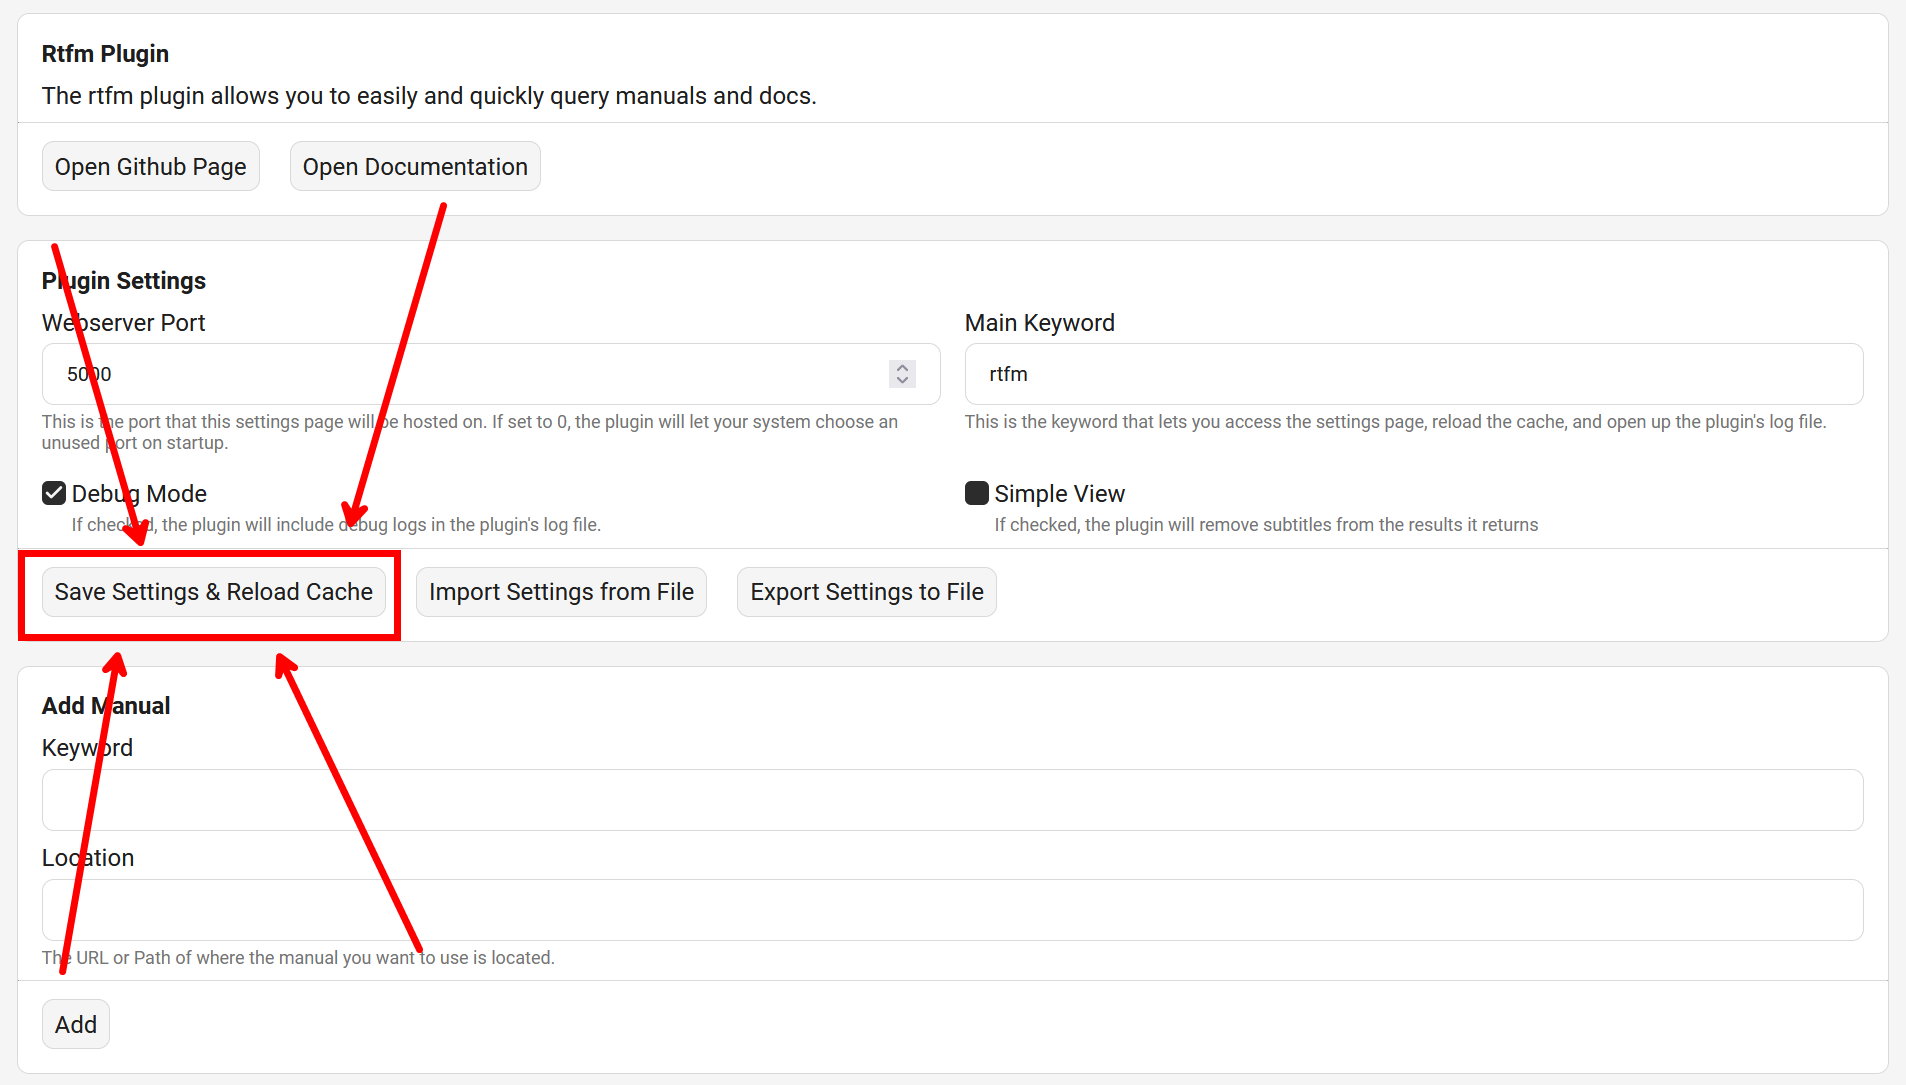 Rtfm Plugin
The rtfm plugin allows you to easily and quickly query manuals and docs.
Open Github Page
Open Documentation
Plugin Settings
Webserver Port
Main Keyword
5000
rtfm
This is the port that this settings page will be hosted on. If set to 0, the plugin will let your system choose an
unused port on startup.
This is the keyword that lets you access the settings page, reload the cache, and open up the plugin's log file.
Debug Mode
If checked, the plugin will include debug logs in the plugin's log file.
Simple View
If checked, the plugin will remove subtitles from the results it returns
Save Settings & Reload Cache
Import Settings from File
Export Settings to File
Add Manual
Keyword
Location
The URL or Path of where the manual you want to use is located.
Add